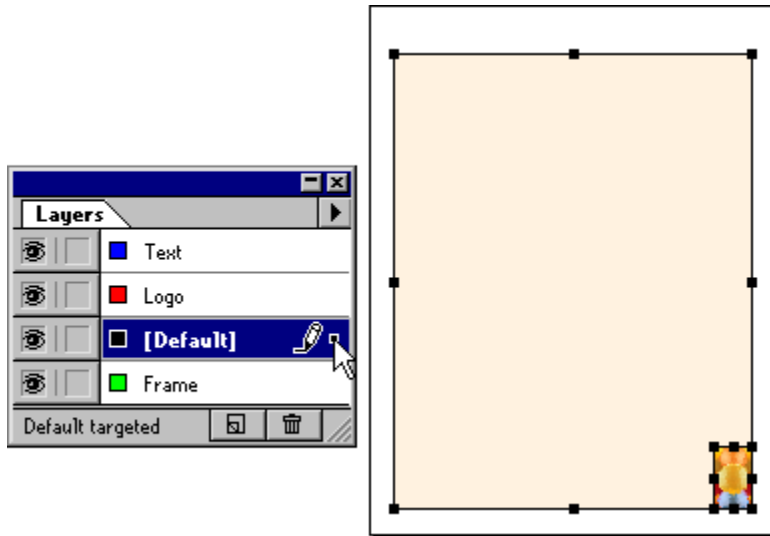 Layers
Text
Logo
[Default]
Frame
Default targeted